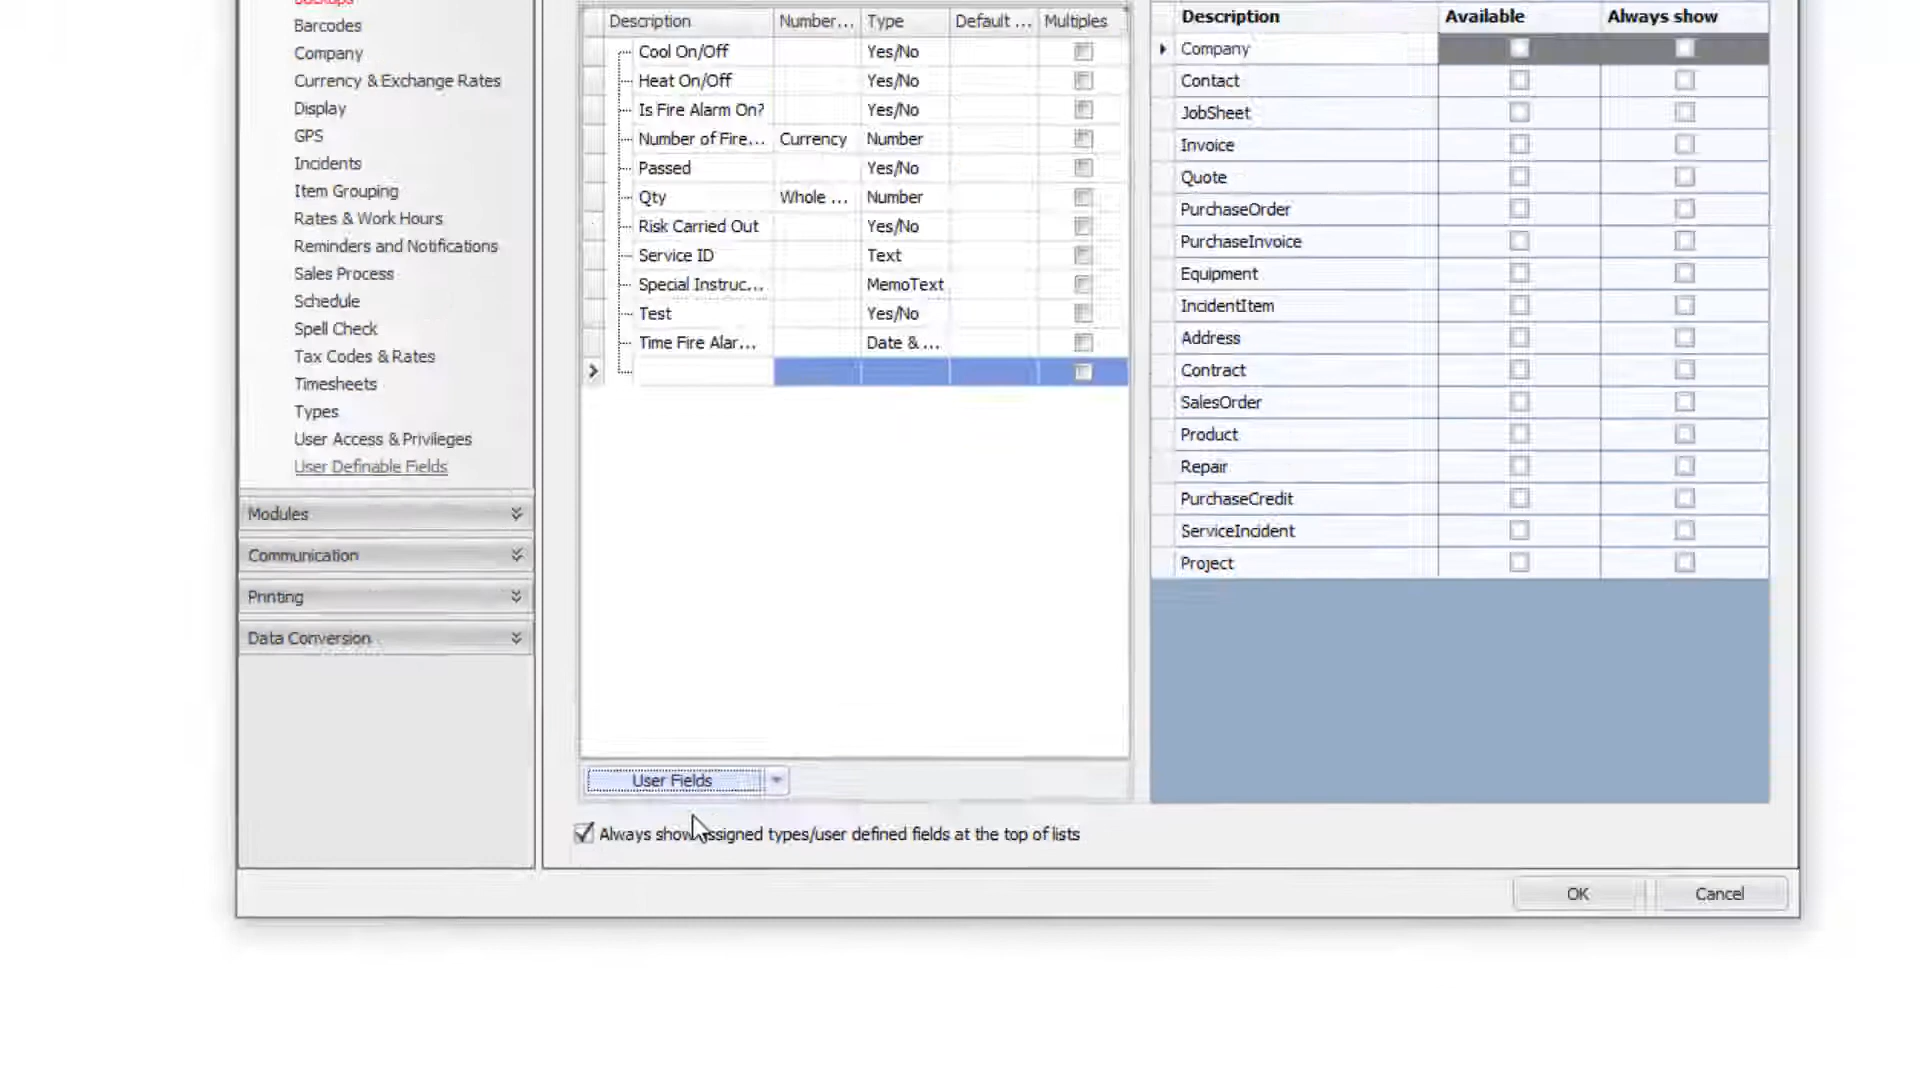 Backups
Barcodes
Company
Currency & Exchange Rates
Display
GPS
Incidents
Item Grouping
Rates & Work Hours
Reminders and Notifications
Sales Process
Schedule
Spell Check
Tax Codes & Rates
Timesheets
Types
User Access & Privileges
User Definable Fields
Modules
Communication
Printing
Data Conversion
Description Number... Type Default ... Multiples
Cool On/Off Yes/No
Heat On/Off Yes/No
Is Fire Alarm On? Yes/No
Number of Fire... Currency Number
Passed Yes/No
Qty Whole ... Number
Risk Carried Out Yes/No
Service ID Text
Special Instruc... MemoText
Test Yes/No
Time Fire Alar... Date & ...
User Fields
Always show assigned types/user defined fields at the top of lists
Description Available Always show
Company
Contact
JobSheet
Invoice
Quote
PurchaseOrder
PurchaseInvoice
Equipment
IncidentItem
Address
Contract
SalesOrder
Product
Repair
PurchaseCredit
ServiceIncident
Project
OK Cancel